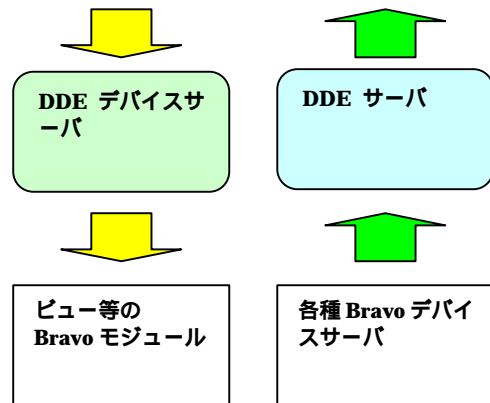 DDE デバイスサ
ーバ
DDE サーバ
ビュー等の
Bravo モジュール
各種 Bravo デバイ
スサーバ